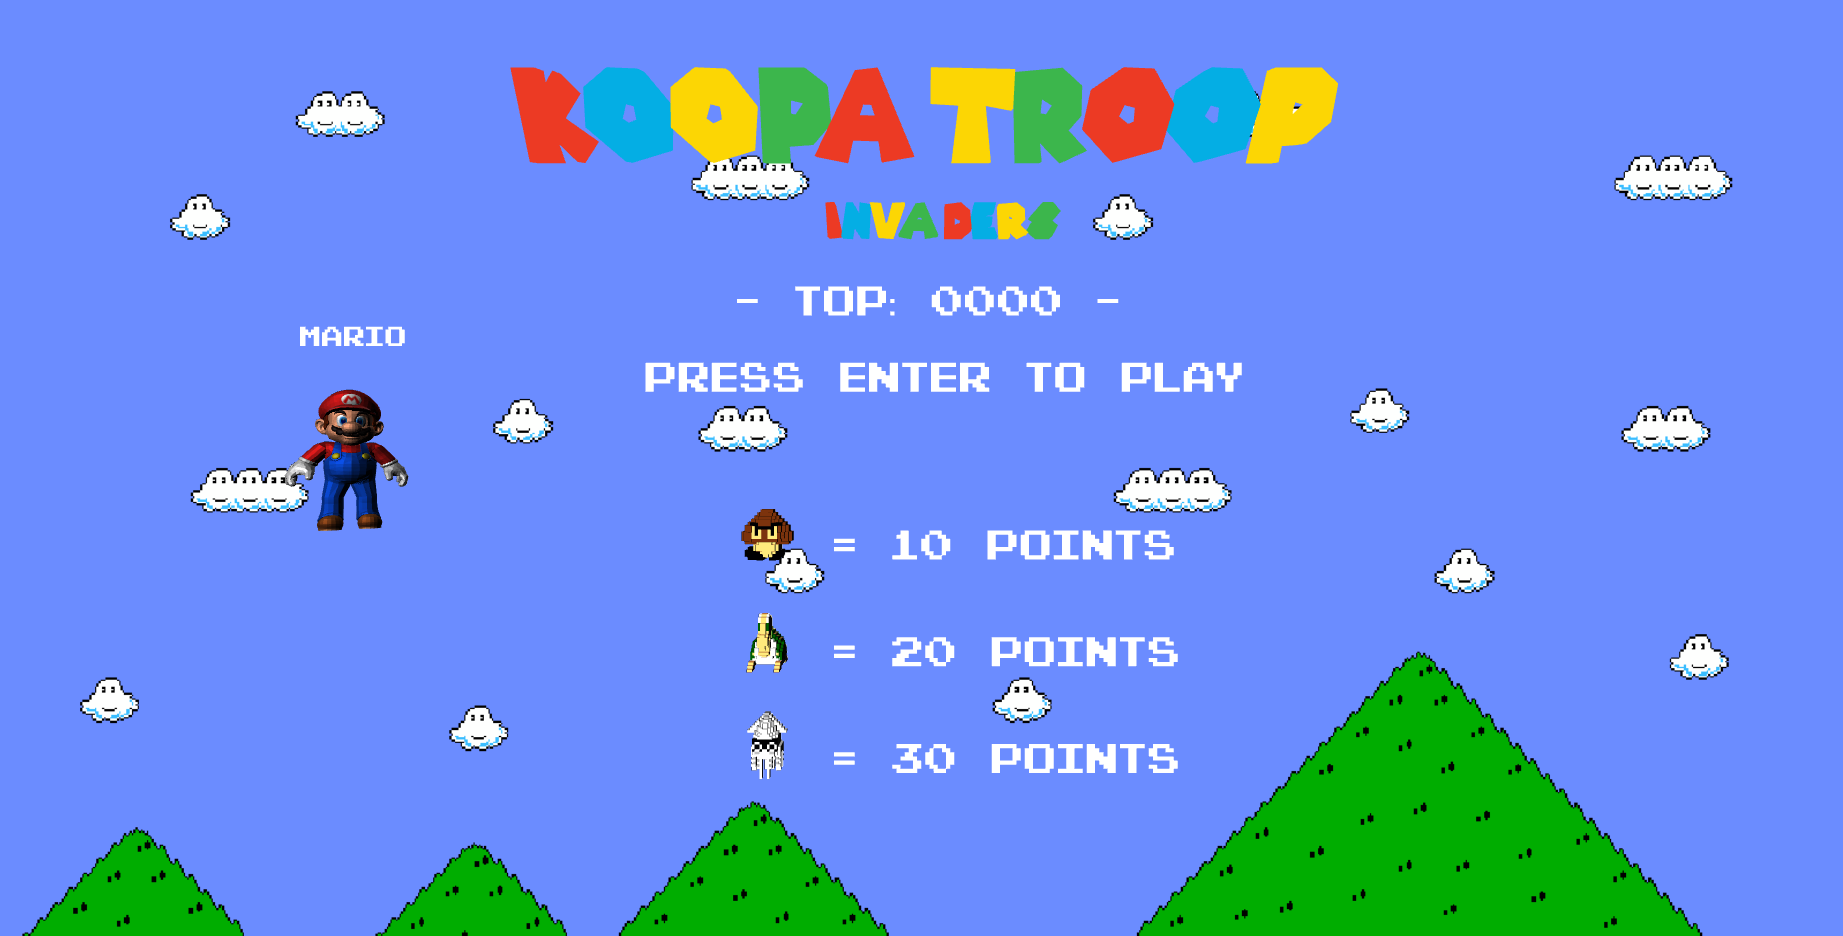 KOOPA TROOP
INVADERS
- TOP: 0000 -
MARIO
PRESS ENTER TO PLAY
M
= 10 POINTS
= 20 POINTS
= 30 POINTS